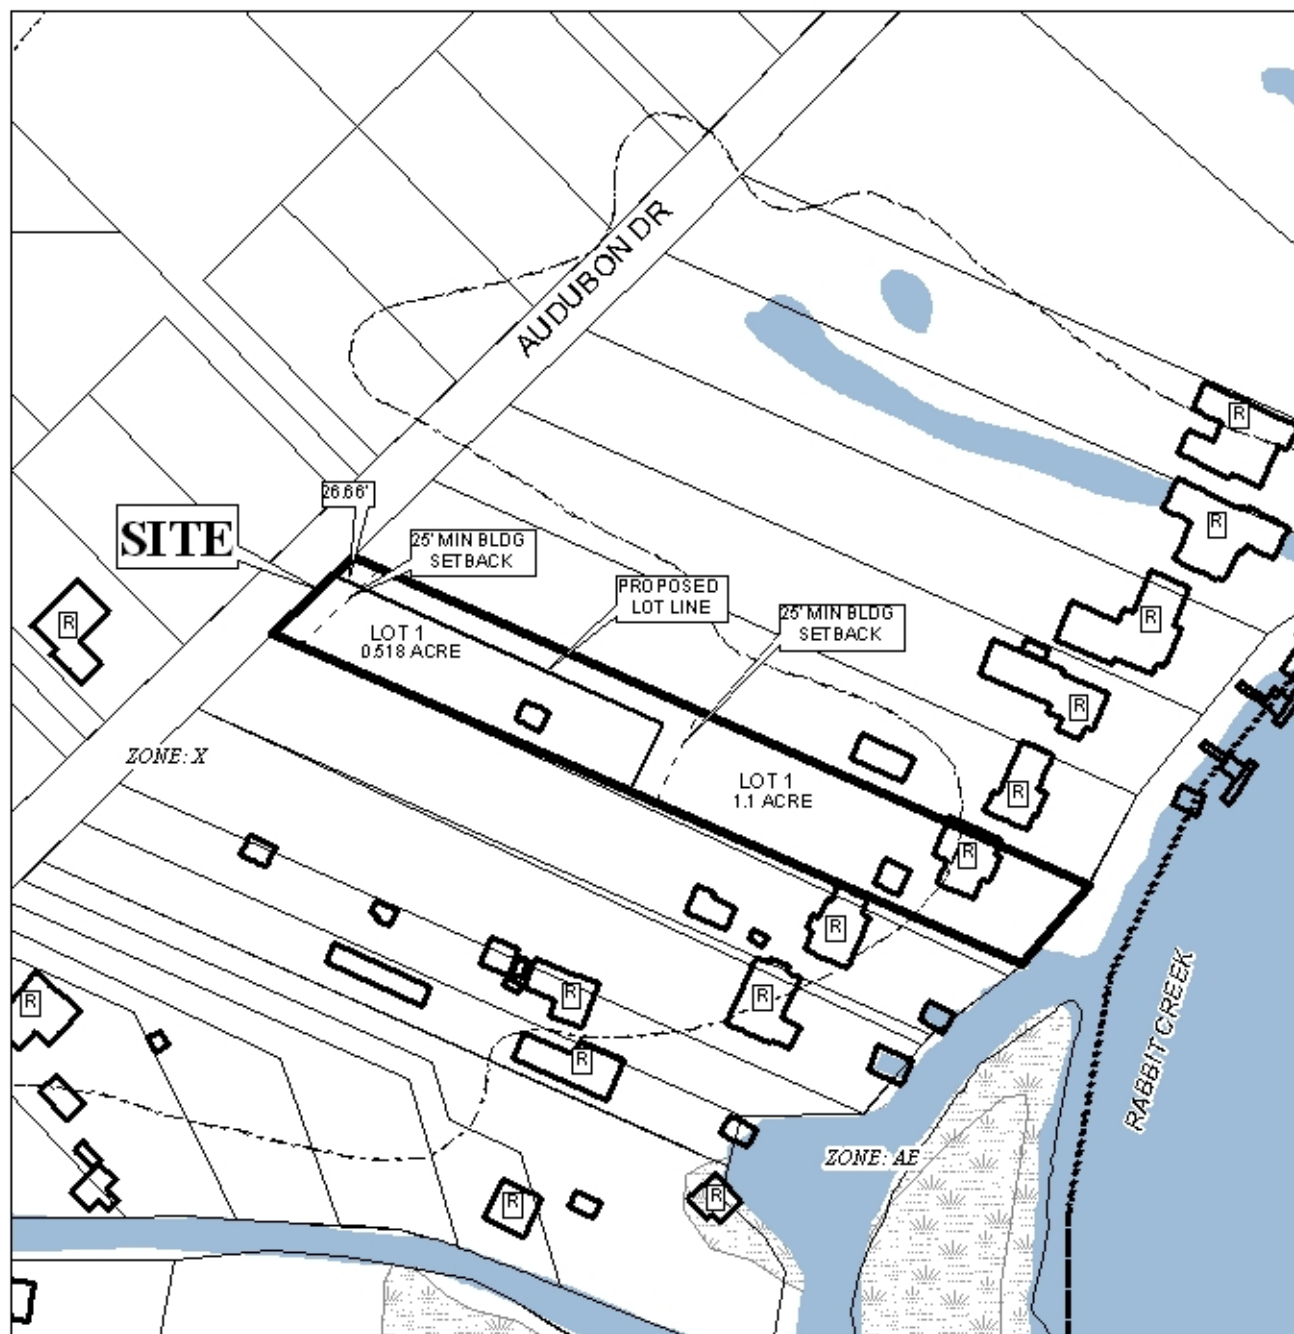 AUDUBON DR
R
R
26.66'
SITE
25' MIN BLDG
SETBACK
PROPOSED
LOT LINE
25' MIN BLDG
SETBACK
R
R
LOT 1
0.518 ACRE
R
ZONE: X
LOT 1
1.1 ACRE
R
R
R
R
R
R
R
RABBIT CREEK
ZONE: AE
R
R